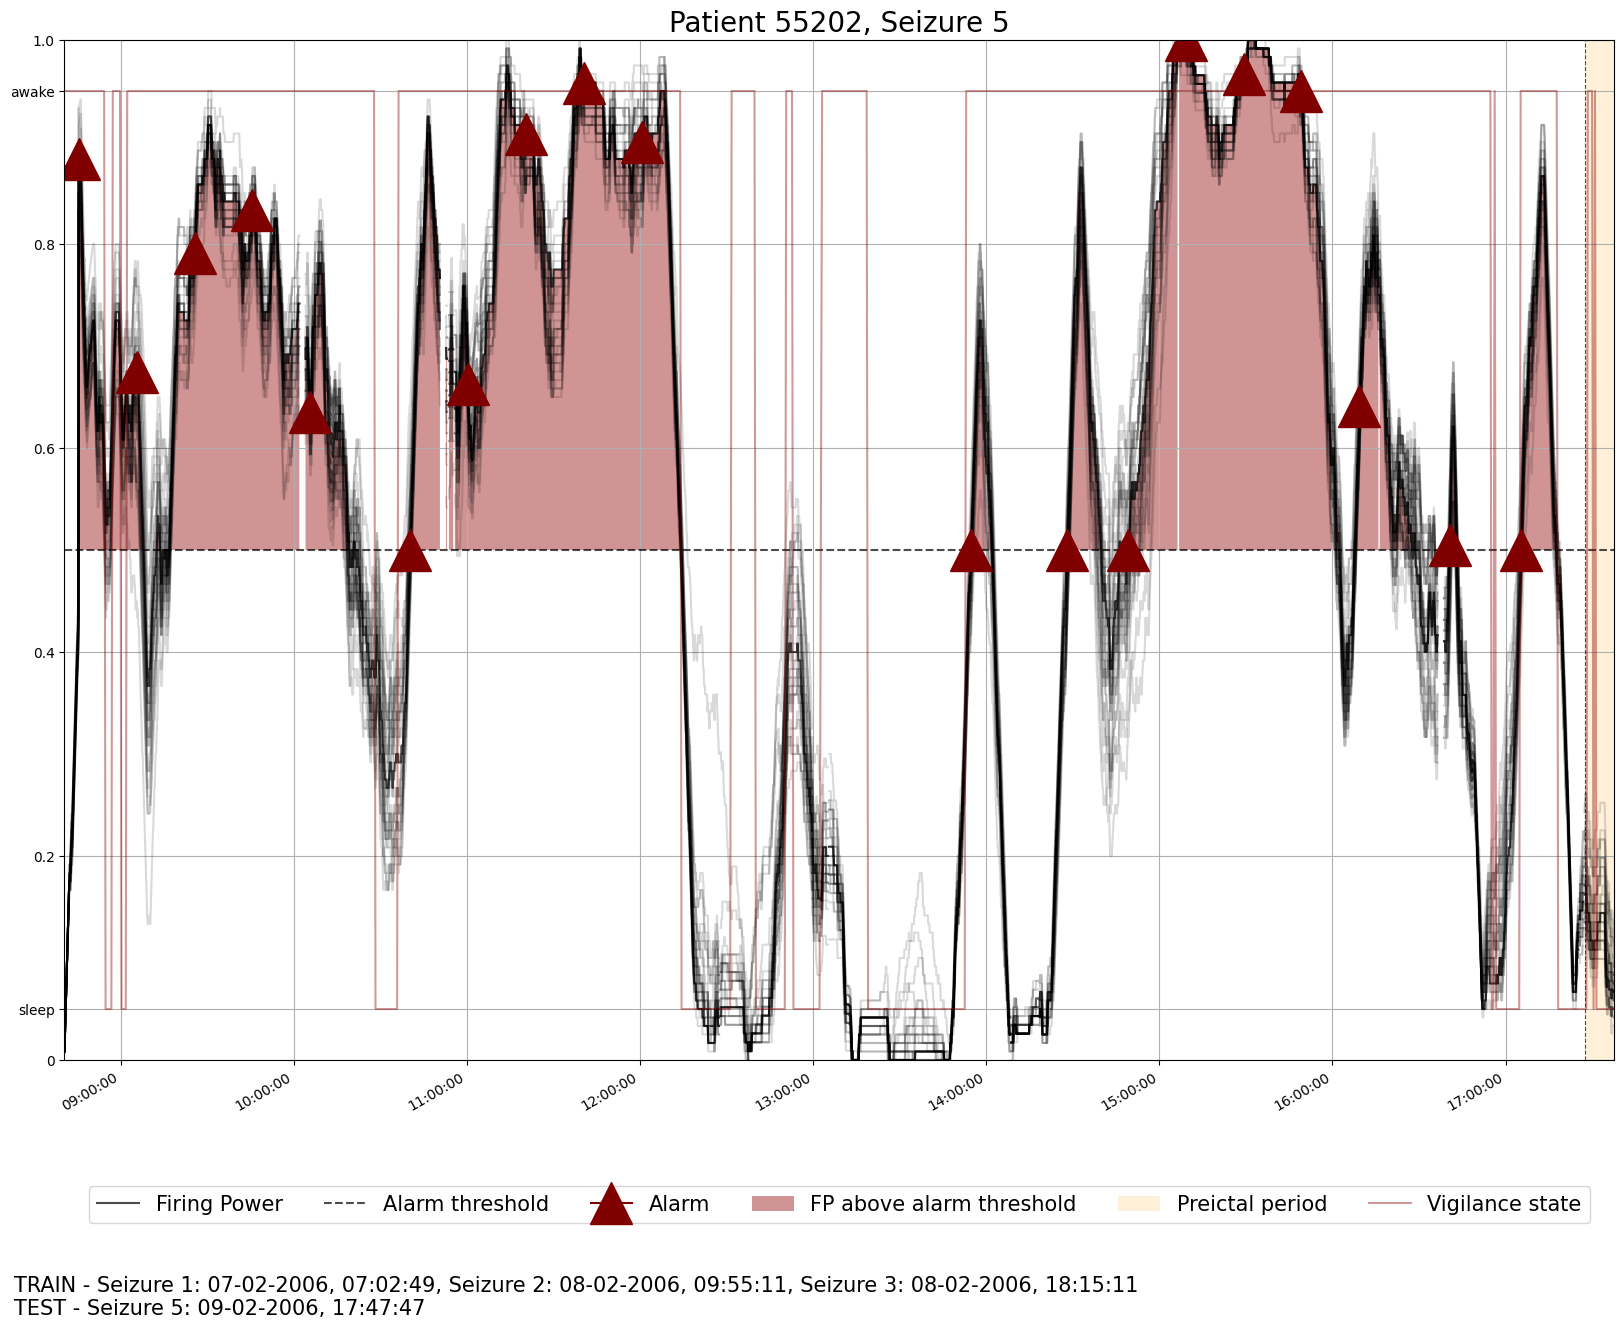 Patient 55202, Seizure 5
1.0
awake
0.8
0.6
0.4
0.2
sleep
0
09:00:00
10:00:00
11:00:00
12:00:00
13:00:00
14:00:00
15:00:00
16:00:00
17:00:00
Firing Power
Alarm threshold
Alarm
FP above alarm threshold
Preictal period
Vigilance state
TRAIN - Seizure 1: 07-02-2006, 07:02:49, Seizure 2: 08-02-2006, 09:55:11, Seizure 3: 08-02-2006, 18:15:11
TEST - Seizure 5: 09-02-2006, 17:47:47